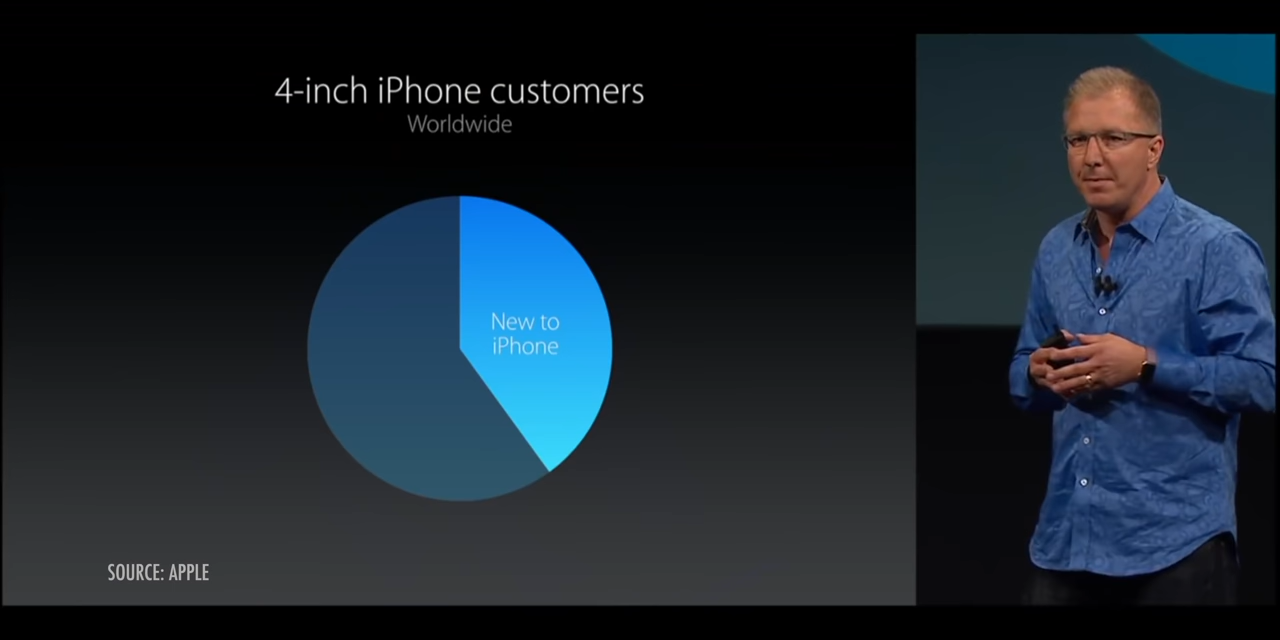 4-inch iPhone customers
Worldwide
New to
iPhone
SOURCE: APPLE